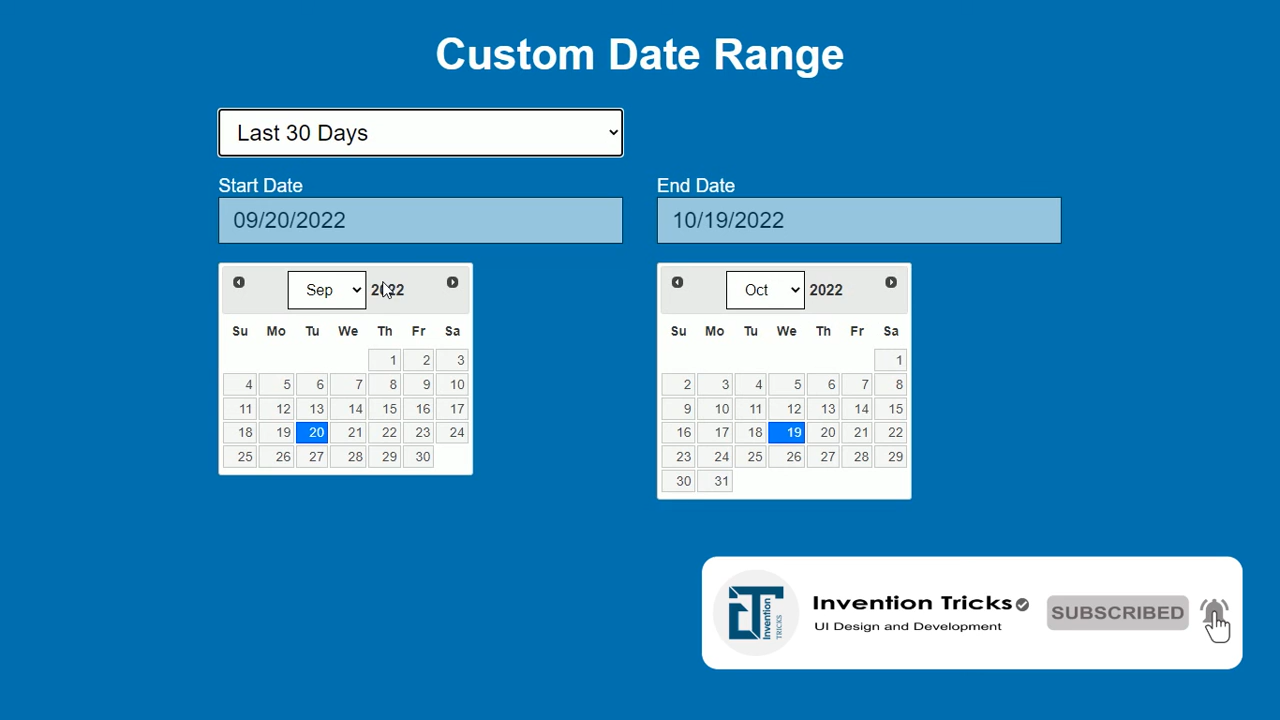 Custom Date Range
Last 30 Days
Start Date End Date
09/20/2022 10/19/2022
Sep 2022 Oct 2022
Su Mo Tu We Th Fr Sa Su Mo Tu We Th Fr Sa
1 2 3 1
4 5 6 7 8 9 10 2 3 4 5 6 7 8
11 12 13 14 15 16 17 9 10 11 12 13 14 15
18 19 20 21 22 23 24 16 17 18 19 20 21 22
25 26 27 28 29 30 23 24 25 26 27 28 29
30 31
iT Invention TRICKS
Invention Tricks SUBSCRIBED
UI Design and Development